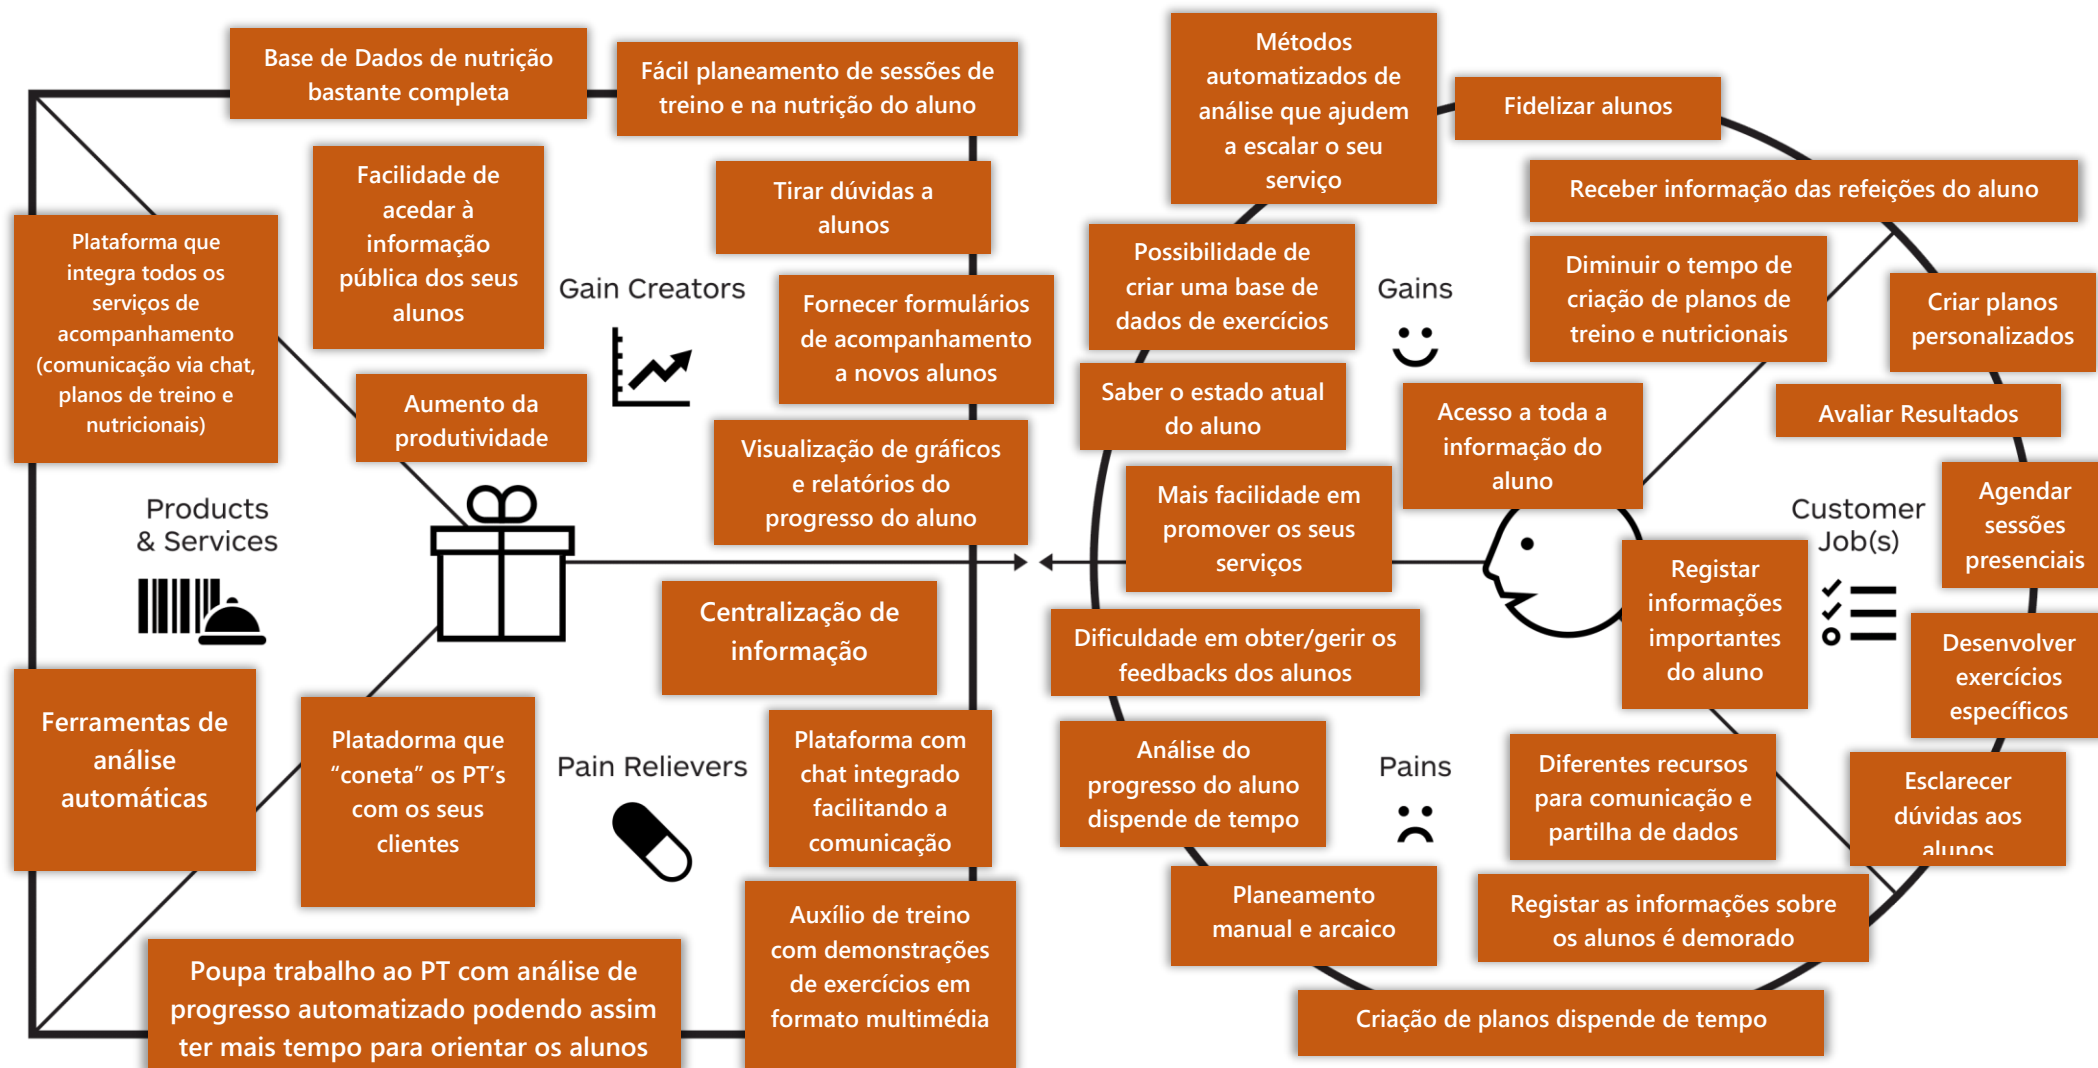 Base de Dados de nutrição
bastante completa
Fácil planeamento de sessões de
treino e na nutrição do aluno
Facilidade de
acedar à
informação
pública dos seus
alunos
Tirar dúvidas a
alunos
Plataforma que
integra todos os
serviços de
acompanhamento
(comunicação via chat,
planos de treino e
nutricionais)
Gain Creators
Fornecer formulários
de acompanhamento
a novos alunos
Aumento da
produtividade
Visualização de gráficos
e relatórios do
progresso do aluno
Products
& Services
Centralização de
informação
Ferramentas de
análise
automáticas
Platadorma que
“coneta” os PT’s
com os seus
clientes
Pain Relievers
Plataforma com
chat integrado
facilitando a
comunicação
Auxílio de treino
com demonstrações
de exercícios em
formato multimédia
Poupa trabalho ao PT com análise de
progresso automatizado podendo assim
ter mais tempo para orientar os alunos
Métodos
automatizados de
análise que ajudem
a escalar o seu
serviço
Fidelizar alunos
Receber informação das refeições do aluno
Possibilidade de
criar uma base de
dados de exercícios
Gains
Diminuir o tempo de
criação de planos de
treino e nutricionais
Criar planos
personalizados
Saber o estado atual
do aluno
Acesso a toda a
informação do
aluno
Avaliar Resultados
Mais facilidade em
promover os seus
serviços
Customer
Job(s)
Agendar
sessões
presenciais
Registar
informações
importantes
do aluno
Dificuldade em obter/gerir os
feedbacks dos alunos
Desenvolver
exercícios
específicos
Análise do
progresso do aluno
dispende de tempo
Pains
Diferentes recursos
para comunicação e
partilha de dados
Esclarecer
dúvidas aos
alunos
Planeamento
manual e arcaico
Registar as informações sobre
os alunos é demorado
Criação de planos dispende de tempo